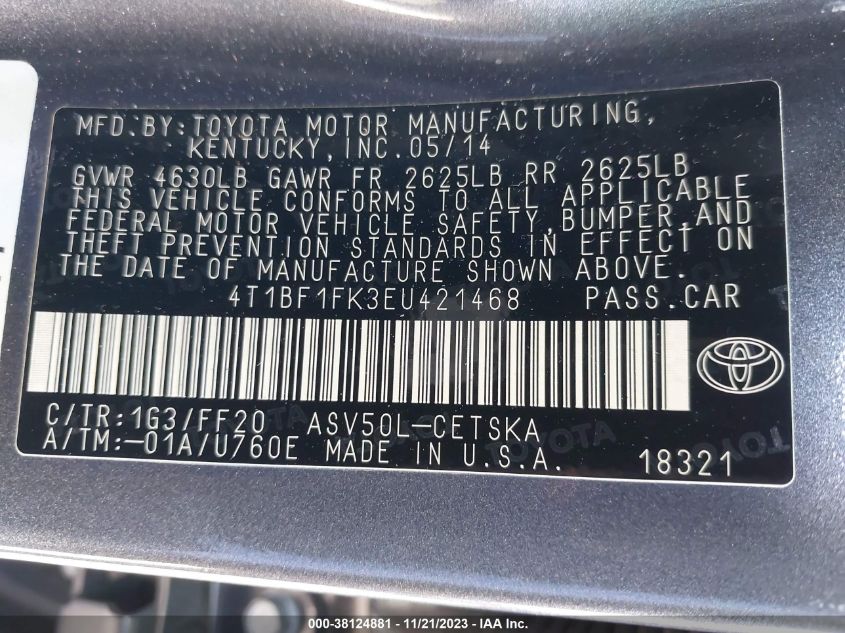 MFD.BY:TOYOTA MOTOR MANUFACTURING,
KENTUCKY,INC.05/14
GVWR 4630LB GAWR FR 2625LB RR 2625LB
THIS VEHICLE CONFORMS TO ALL APPLICABLE
FEDERAL MOTOR VEHICLE SAFETY,BUMPER,AND
THEFT PREVENTION STANDARDS IN EFFECT ON
THE DATE OF MANUFACTURE SHOWN ABOVE.
4T1BF1FK3EU421468 PASS.CAR
C/TR:1G3/FF20 ASV50L-CETSKA
A/TM:-01A/U760E MADE IN U.S.A. 18321
000-38124881 - 11/21/2023 - IAA Inc.